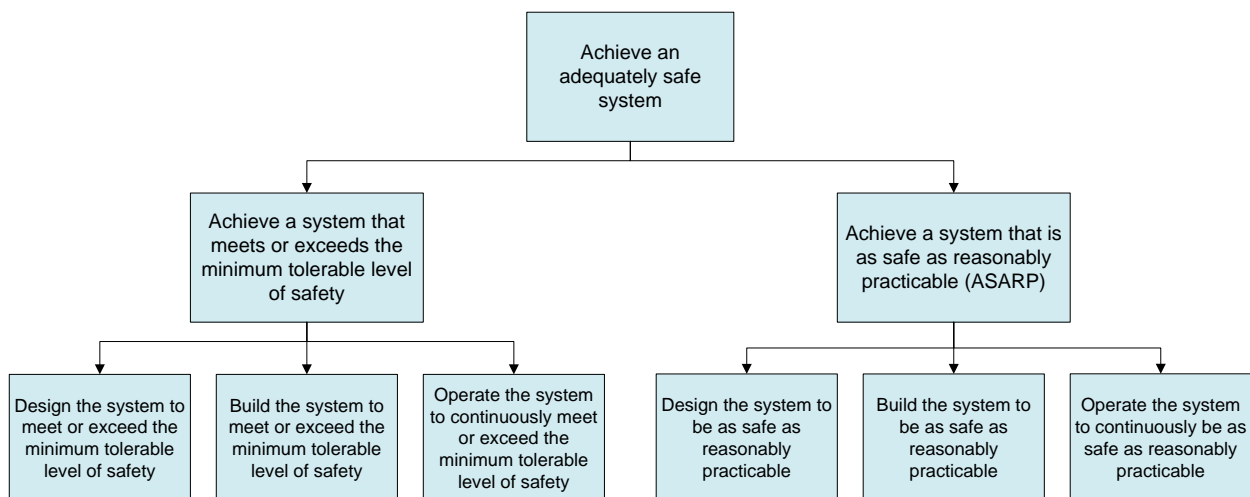 Achieve an
adequately safe
system
Achieve a system that
meets or exceeds the
minimum tolerable level
of safety
Achieve a system that is
as safe as reasonably
practicable (ASARP)
Design the system to
meet or exceed the
minimum tolerable
level of safety
Build the system to
meet or exceed the
minimum tolerable
level of safety
Operate the system
to continuously meet
or exceed the
minimum tolerable
level of safety
Design the system to
be as safe as
reasonably
practicable
Build the system to
be as safe as
reasonably
practicable
Operate the system
to continuously be as
safe as reasonably
practicable